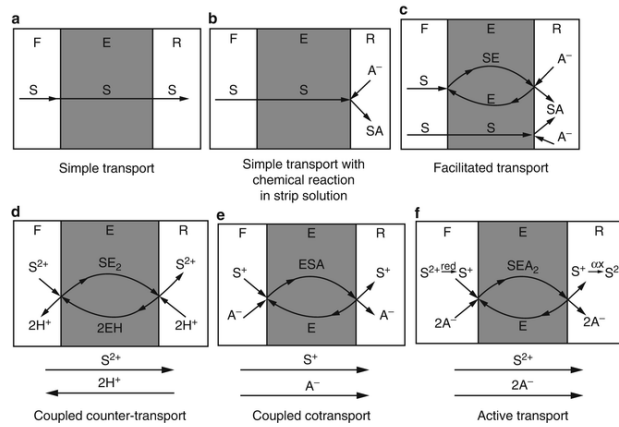 a
F E R
S S S
Simple transport
b
F E R
S S A⁻
SA
Simple transport with
chemical reaction
in strip solution
c
F E R
SE A⁻
S
E SA
S S A⁻
Facilitated transport
d
F E R
S²⁺ SE₂ S²⁺
2H⁺ 2EH 2H⁺
S²⁺
2H⁺
Coupled counter-transport
e
F E R
S⁺ ESA S⁺
A⁻ E A⁻
S⁺
A⁻
Coupled cotransport
f
F E R
S²⁺ red S⁺ SEA₂ S⁺ αx S²
2A⁻ E 2A⁻
S²⁺
2A⁻
Active transport